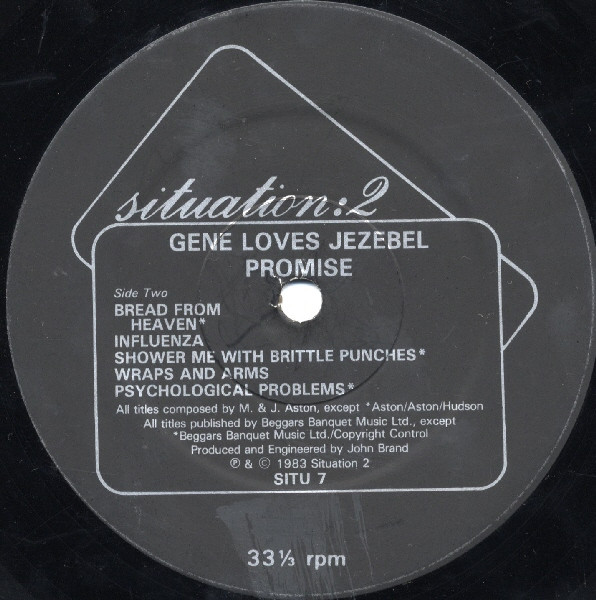 situation:2
GENE LOVES JEZEBEL
PROMISE
Side Two
BREAD FROM
HEAVEN*
INFLUENZA
SHOWER ME WITH BRITTLE PUNCHES*
WRAPS AND ARMS
PSYCHOLOGICAL PROBLEMS*
All titles composed by M. & J. Aston, except *Aston/Aston/Hudson
All titles published by Beggars Banquet Music Ltd., except
*Beggars Banquet Music Ltd./Copyright Control
Produced and Engineered by John Brand
℗ & © 1983 Situation 2
SITU 7
33⅓ rpm